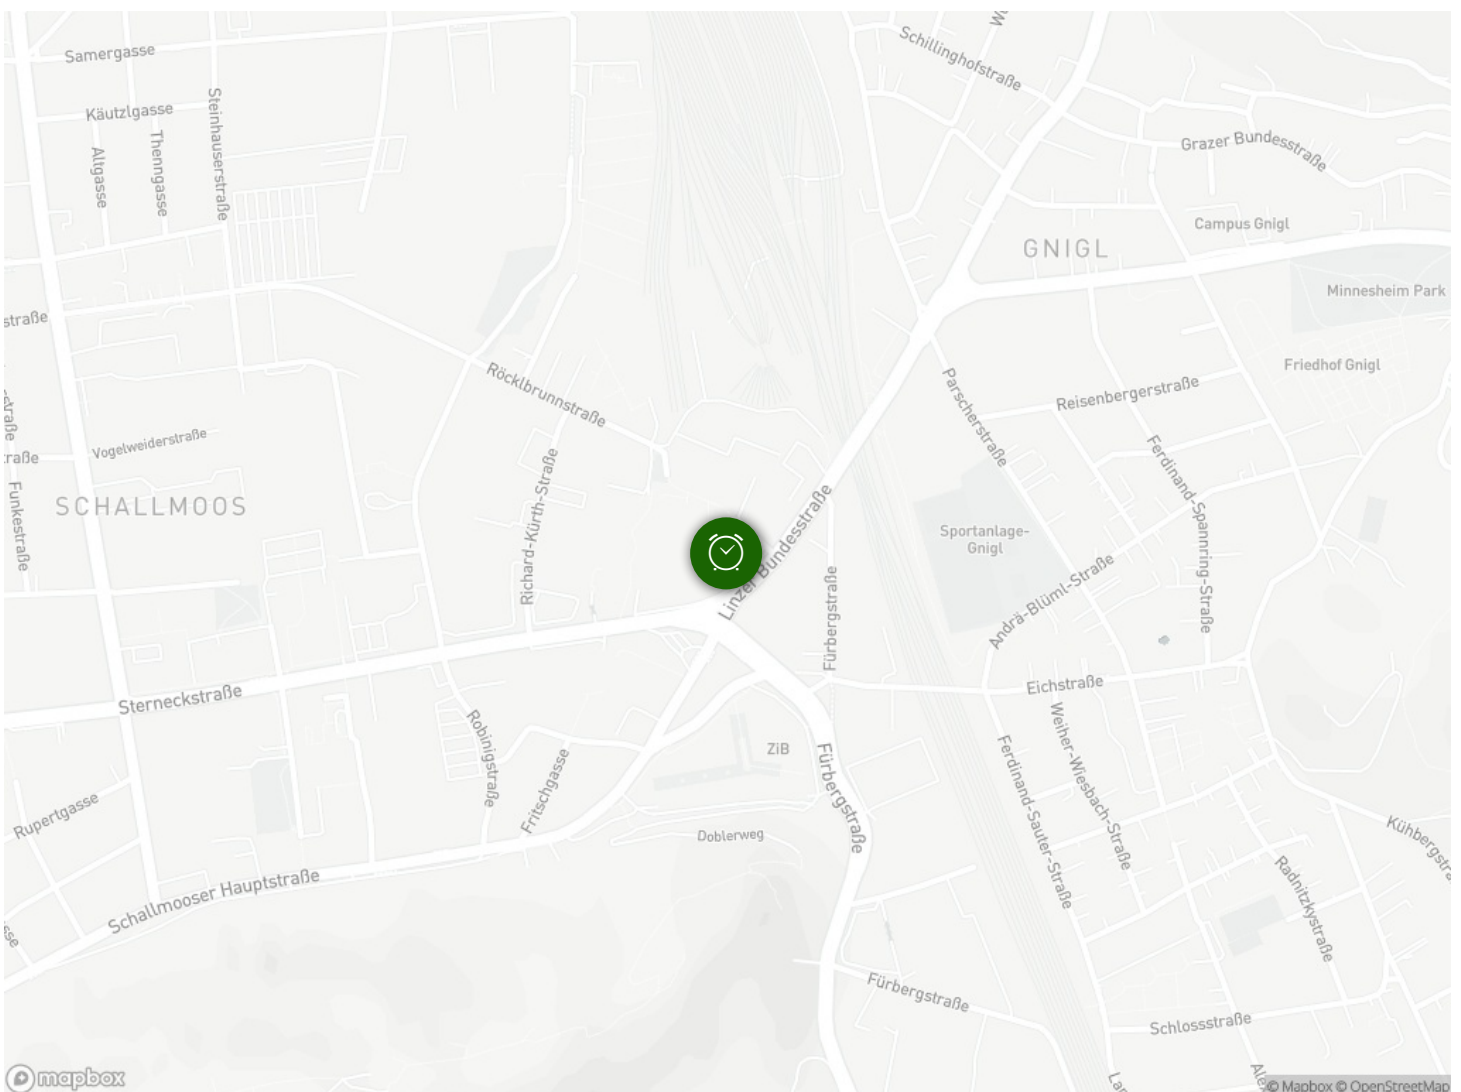 Samergasse
Schillinghofstraße
Käutzlgasse
Steinhauserstraße
Thenngasse
Altgasse
Grazer Bundesstraße
Campus Gnigl
GNIGL
Minnesheim Park
straße
Friedhof Gnigl
Röcklbrunnstraße
Parscherstraße
Reisenbergerstraße
Vogelweiderstraße
Ferdinand-Spannring-Straße
Funkestraße
SCHALLMOOS
Richard-Kürth-Straße
Linzer Bundesstraße
Sportanlage-
Gnigl
Andrä-Blüml-Straße
Fürbergstraße
Sterneckstraße
Eichstraße
Robinigstraße
Weiher-Wiesbach-Straße
ZiB
Fritschgasse
Fürbergstraße
Ferdinand-Sauter-Straße
Rupertgasse
Doblerweg
Kühbergstra
Radnitzkystraße
Schallmooser Hauptstraße
Fürbergstraße
Schlossstraße
mapbox
© Mapbox © OpenStreetMap